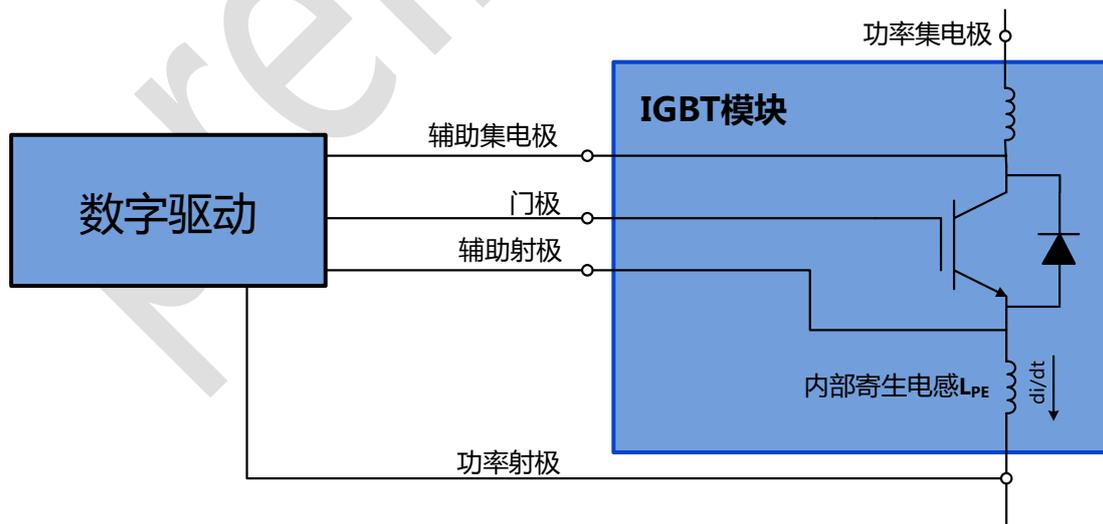 功率集电极
IGBT模块
辅助集电极
数字驱动
门极
辅助射极
内部寄生电感LPE
di/dt
功率射极